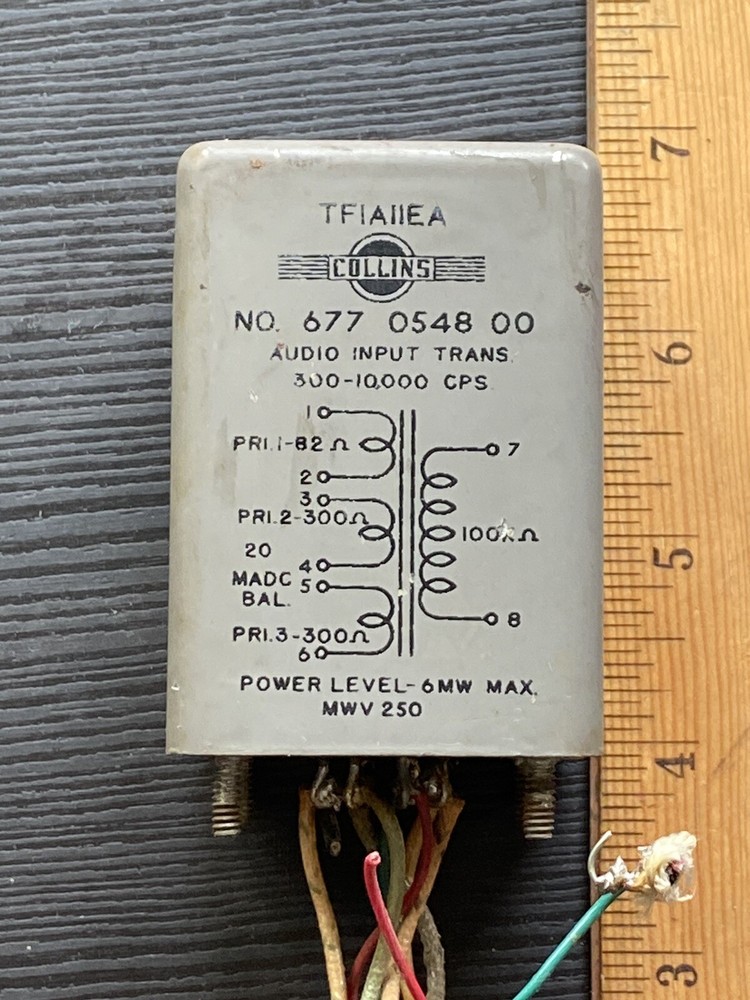 TF1A11EA
COLLINS
NO. 677 0548 00
AUDIO INPUT TRANS.
300-10,000 CPS
1
PRI.1-82Ω
2
3
PRI.2-300Ω
20
MADC
BAL.
4
5
PRI.3-300Ω
6
7
100KΩ
8
POWER LEVEL-6MW MAX.
MWV 250
7
6
5
4
3